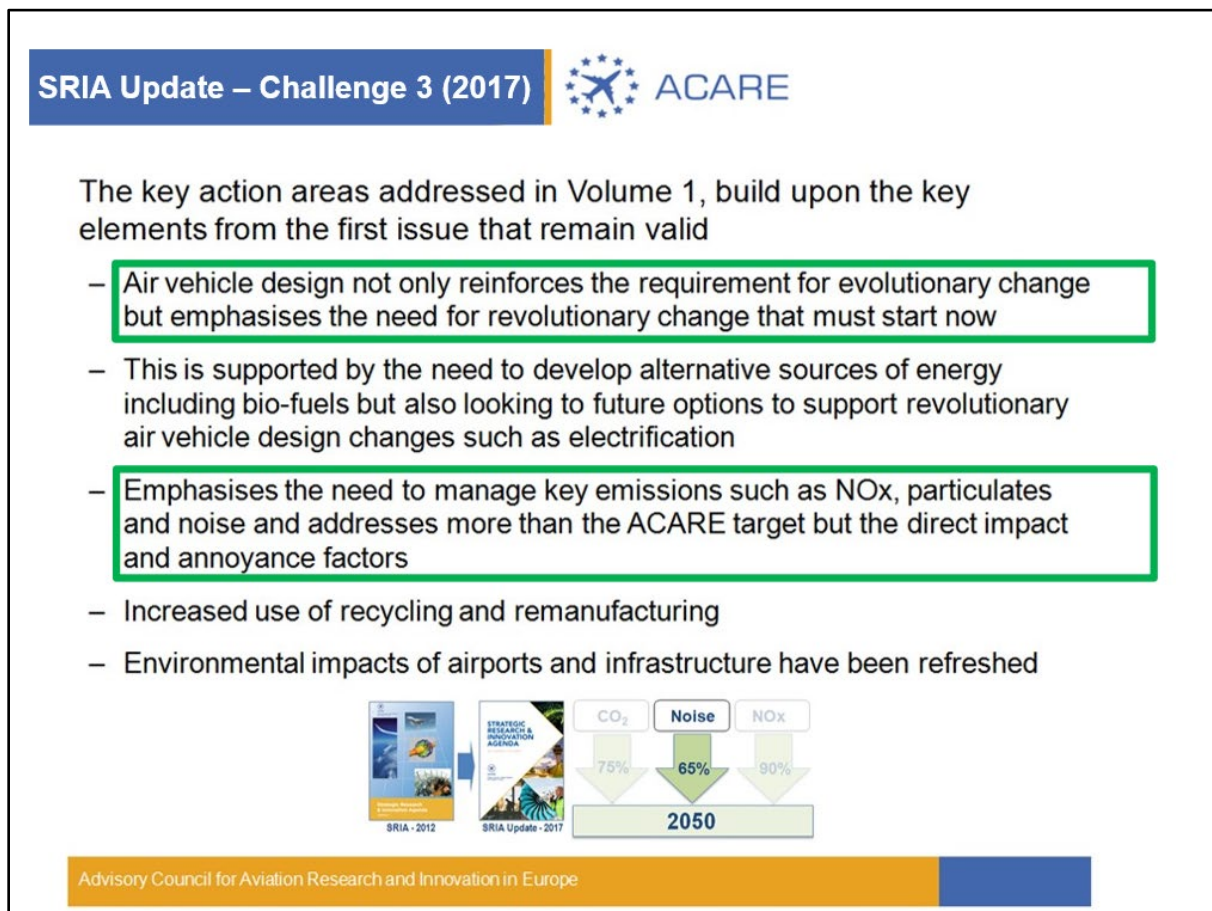 SRIA Update – Challenge 3 (2017)
ACARE
The key action areas addressed in Volume 1, build upon the key
elements from the first issue that remain valid
– Air vehicle design not only reinforces the requirement for evolutionary change
but emphasises the need for revolutionary change that must start now
– This is supported by the need to develop alternative sources of energy
including bio-fuels but also looking to future options to support revolutionary
air vehicle design changes such as electrification
– Emphasises the need to manage key emissions such as NOx, particulates
and noise and addresses more than the ACARE target but the direct impact
and annoyance factors
– Increased use of recycling and remanufacturing
– Environmental impacts of airports and infrastructure have been refreshed
STRATEGIC
RESEARCH &
INNOVATION
AGENDA
SRIA - 2012
SRIA Update - 2017
CO₂ Noise NOx
75% 65% 90%
2050
Advisory Council for Aviation Research and Innovation in Europe